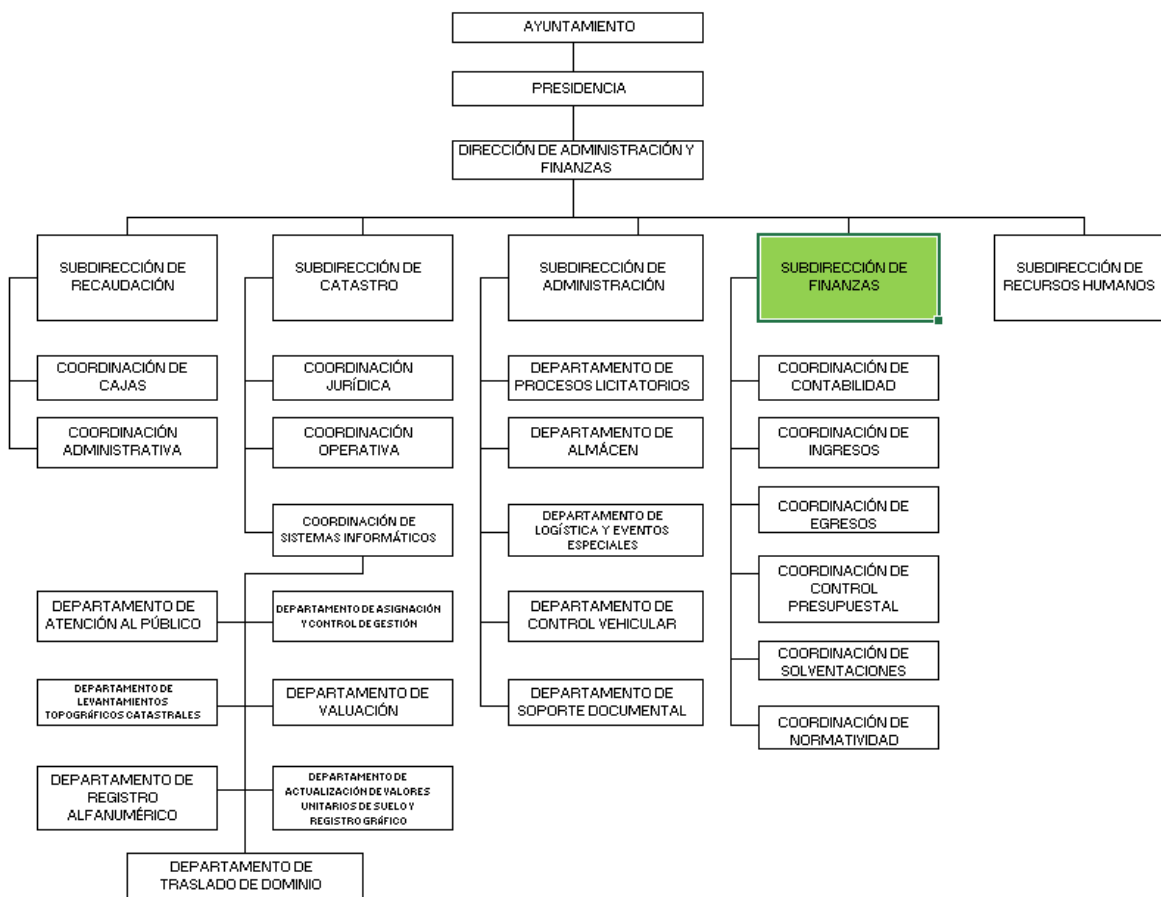 AYUNTAMIENTO
PRESIDENCIA
DIRECCIÓN DE ADMINISTRACIÓN Y
FINANZAS
SUBDIRECCIÓN DE
RECAUDACIÓN
SUBDIRECCIÓN DE
CATASTRO
SUBDIRECCIÓN DE
ADMINISTRACIÓN
SUBDIRECCIÓN DE
FINANZAS
SUBDIRECCIÓN DE
RECURSOS HUMANOS
COORDINACIÓN DE
CAJAS
COORDINACIÓN
JURÍDICA
DEPARTAMENTO DE
PROCESOS LICITATORIOS
COORDINACIÓN DE
CONTABILIDAD
COORDINACIÓN
ADMINISTRATIVA
COORDINACIÓN
OPERATIVA
DEPARTAMENTO DE
ALMÁCEN
COORDINACIÓN DE
INGRESOS
COORDINACIÓN DE
SISTEMAS INFORMÁTICOS
DEPARTAMENTO DE
LOGÍSTICA Y EVENTOS
ESPECIALES
COORDINACIÓN DE
EGRESOS
DEPARTAMENTO DE
ATENCIÓN AL PÚBLICO
DEPARTAMENTO DE ASIGNACIÓN
Y CONTROL DE GESTIÓN
DEPARTAMENTO DE
CONTROL VEHICULAR
COORDINACIÓN DE
CONTROL
PRESUPUESTAL
DEPARTAMENTO DE
LEVANTAMIENTOS
TOPOGRÁFICOS CATASTRALES
DEPARTAMENTO DE
VALUACIÓN
DEPARTAMENTO DE
SOPORTE DOCUMENTAL
COORDINACIÓN DE
SOLVENTACIONES
COORDINACIÓN DE
NORMATIVIDAD
DEPARTAMENTO DE
REGISTRO
ALFANUMÉRICO
DEPARTAMENTO DE
ACTUALIZACIÓN DE VALORES
UNITARIOS DE SUELO Y
REGISTRO GRÁFICO
DEPARTAMENTO DE
TRASLADO DE DOMINIO